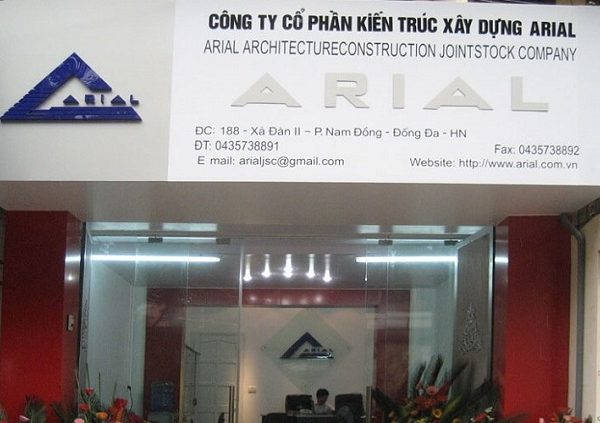 CÔNG TY CỔ PHẦN KIẾN TRÚC XÂY DỰNG ARIAL
ARIAL ARCHITECTURECONSTRUCTION JOINTSTOCK COMPANY
ARIAL
ARIAL
ĐC: 188 - Xã Đàn II ~ P. Nam Đồng - Đống Đa - HN
ĐT: 0435738891
Fax: 0435738892
E mail: arialjsc@gmail.com
Website: http://www.arial.com.vn
ARIAL